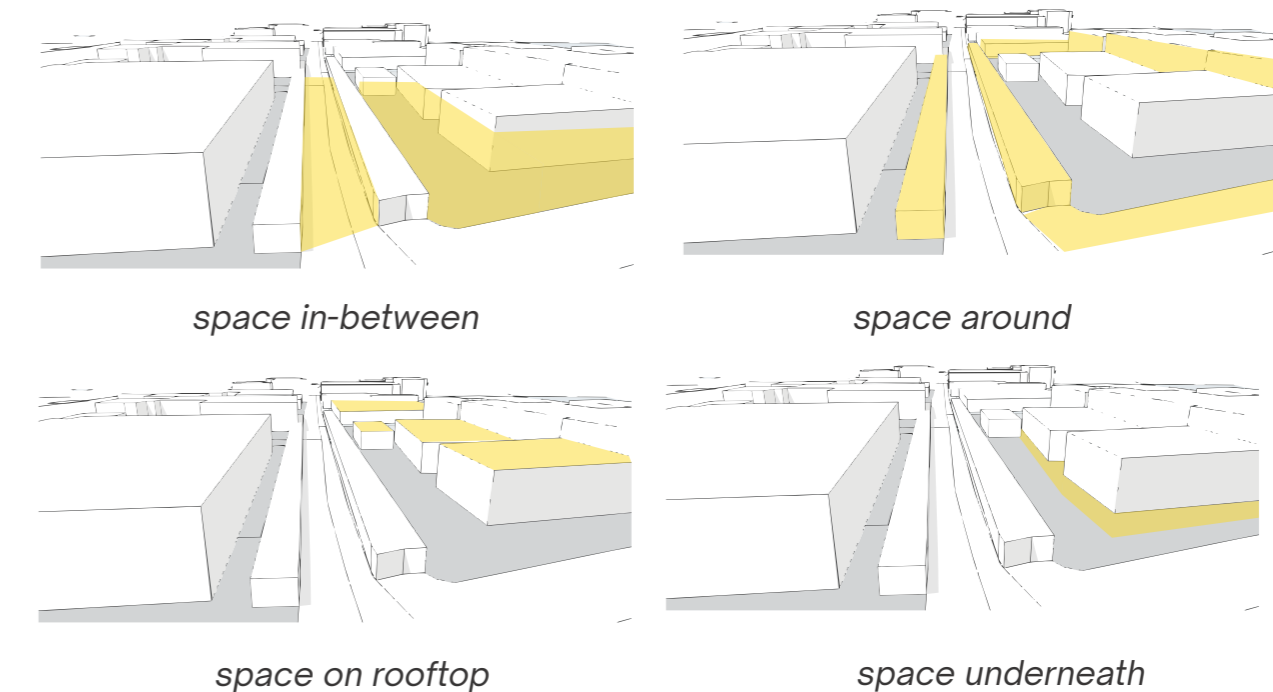 space in-between
space around
space on rooftop
space underneath